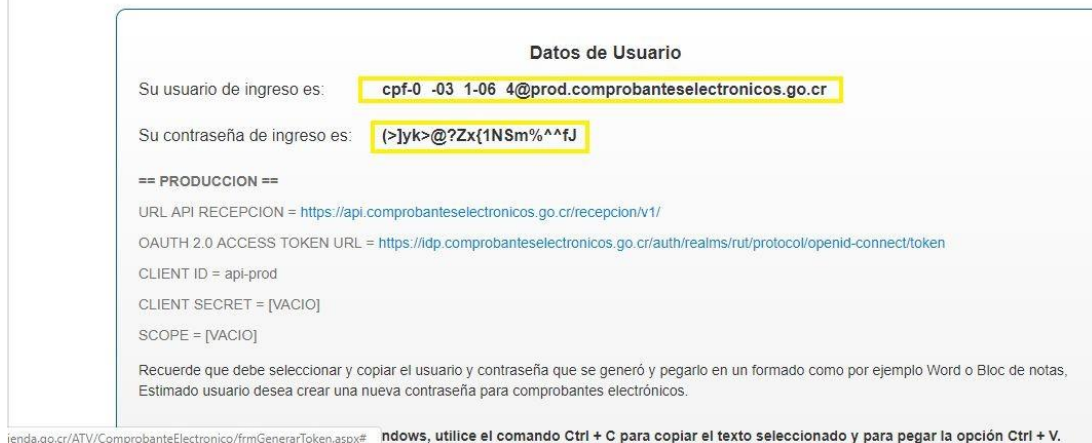 Datos de Usuario
Su usuario de ingreso es: cpf-0 -03 1-06 4@prod.comprobanteselectronicos.go.cr
Su contraseña de ingreso es: (>]yk>@?Zx{1NSm%^^fJ
== PRODUCCION ==
URL API RECEPCION = https://api.comprobanteselectronicos.go.cr/recepcion/v1/
OAUTH 2.0 ACCESS TOKEN URL = https://idp.comprobanteselectronicos.go.cr/auth/realms/rut/protocol/openid-connect/token
CLIENT ID = api-prod
CLIENT SECRET = [VACIO]
SCOPE = [VACIO]
Recuerde que debe seleccionar y copiar el usuario y contraseña que se generó y pegarlo en un formado como por ejemplo Word o Bloc de notas,
Estimado usuario desea crear una nueva contraseña para comprobantes electrónicos.
ienda.go.cr/ATV/ComprobanteElectronico/frmGenerarToken.aspx# ndows, utilice el comando Ctrl + C para copiar el texto seleccionado y para pegar la opción Ctrl + V.